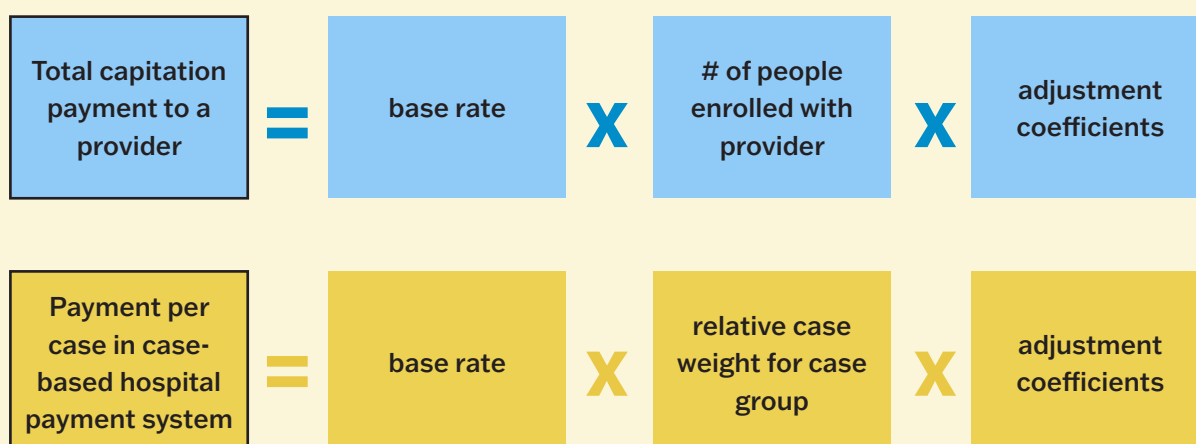 Total capitation
payment to a
provider
=
base rate
x
# of people
enrolled with
provider
x
adjustment
coefficients
Payment per
case in case-
based hospital
payment system
=
base rate
x
relative case
weight for case
group
x
adjustment
coefficients